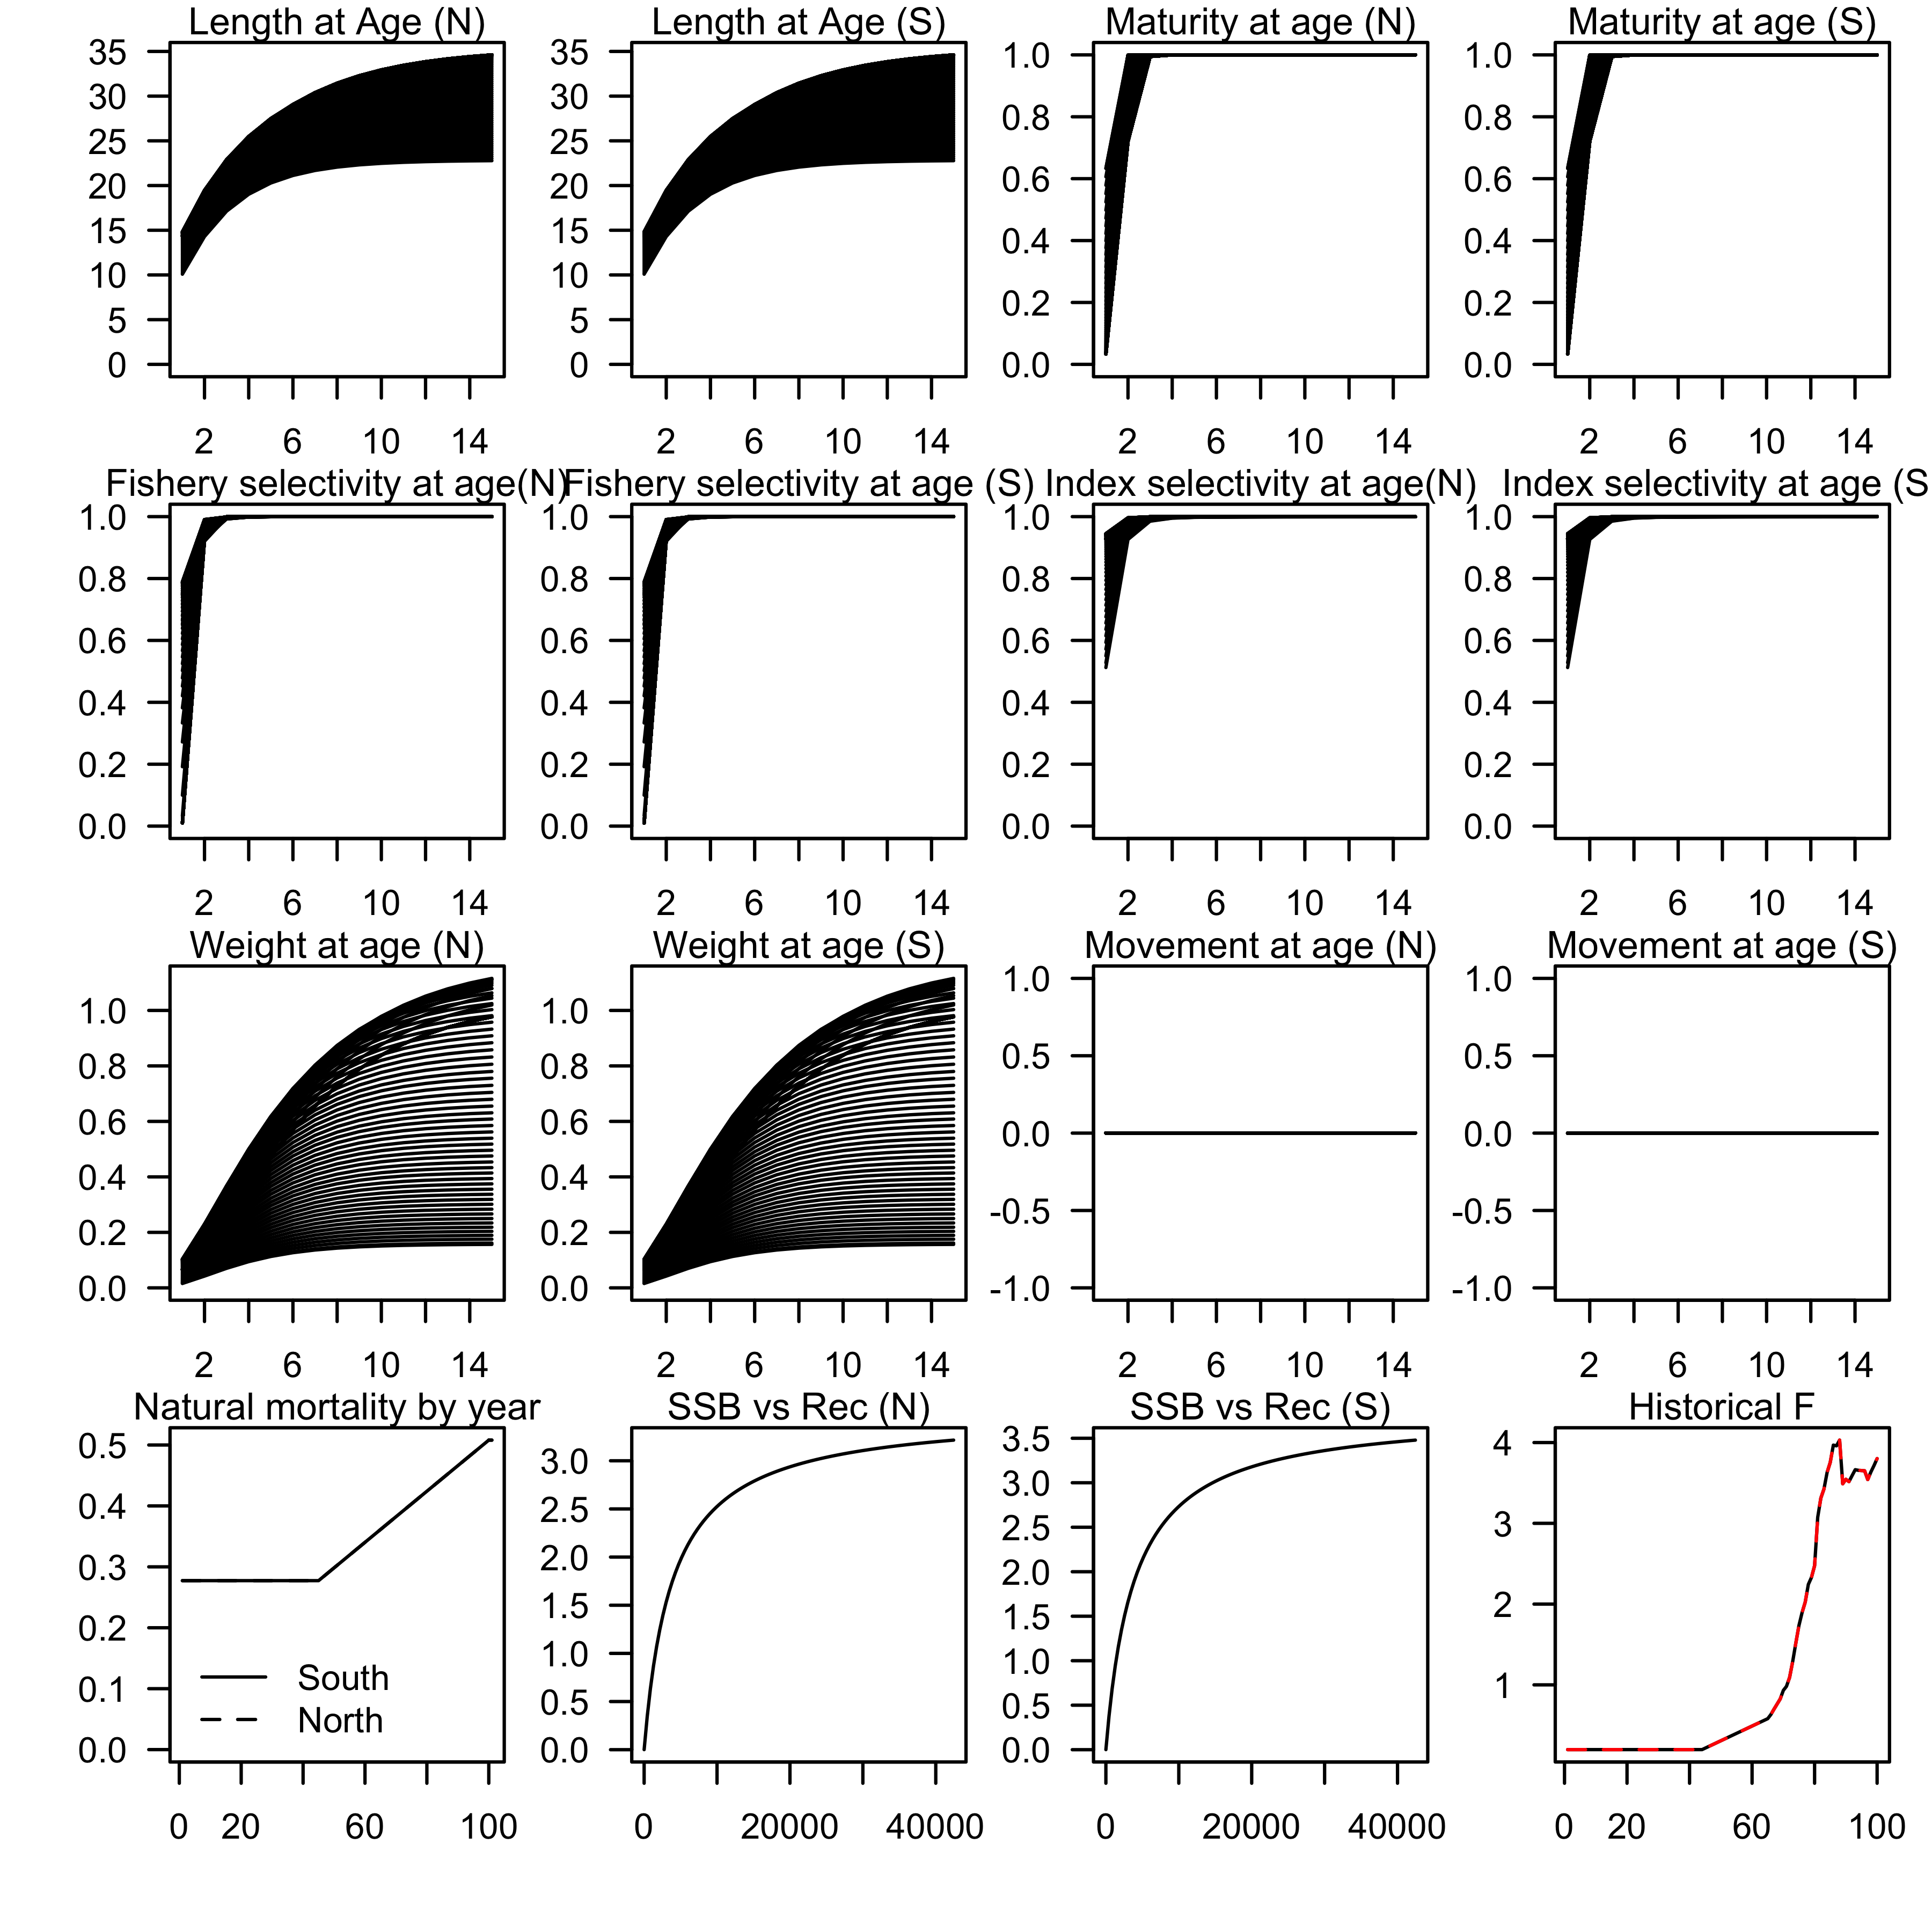 Length at Age (N)
35
30
25
20
15
10
5
0
2 6 10 14
Length at Age (S)
35
30
25
20
15
10
5
0
2 6 10 14
Maturity at age (N)
1.0
0.8
0.6
0.4
0.2
0.0
2 6 10 14
Maturity at age (S)
1.0
0.8
0.6
0.4
0.2
0.0
2 6 10 14
Fishery selectivity at age(N)
1.0
0.8
0.6
0.4
0.2
0.0
2 6 10 14
Fishery selectivity at age (S)
1.0
0.8
0.6
0.4
0.2
0.0
2 6 10 14
Index selectivity at age(N)
1.0
0.8
0.6
0.4
0.2
0.0
2 6 10 14
Index selectivity at age (S
1.0
0.8
0.6
0.4
0.2
0.0
2 6 10 14
Weight at age (N)
1.0
0.8
0.6
0.4
0.2
0.0
2 6 10 14
Weight at age (S)
1.0
0.8
0.6
0.4
0.2
0.0
2 6 10 14
Movement at age (N)
1.0
0.5
0.0
-0.5
-1.0
2 6 10 14
Movement at age (S)
1.0
0.5
0.0
-0.5
-1.0
2 6 10 14
Natural mortality by year
0.5
0.4
0.3
0.2
0.1
0.0
South
North
0 20 60 100
SSB vs Rec (N)
3.0
2.5
2.0
1.5
1.0
0.5
0.0
0 20000 40000
SSB vs Rec (S)
3.5
3.0
2.5
2.0
1.5
1.0
0.5
0.0
0 20000 40000
Historical F
4
3
2
1
0 20 60 100